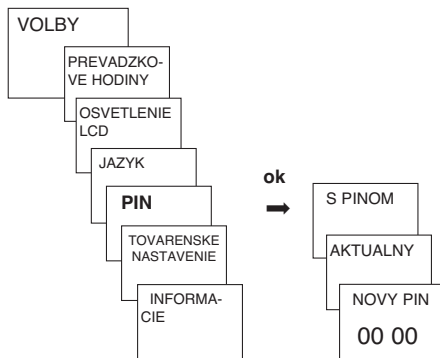 VOLBY
PREVADZKO-
VE HODINY
OSVETLENIE
LCD
JAZYK
PIN
TOVARENSKE
NASTAVENIE
INFORMA-
CIE
ok
S PINOM
AKTUALNY
NOVY PIN
00 00